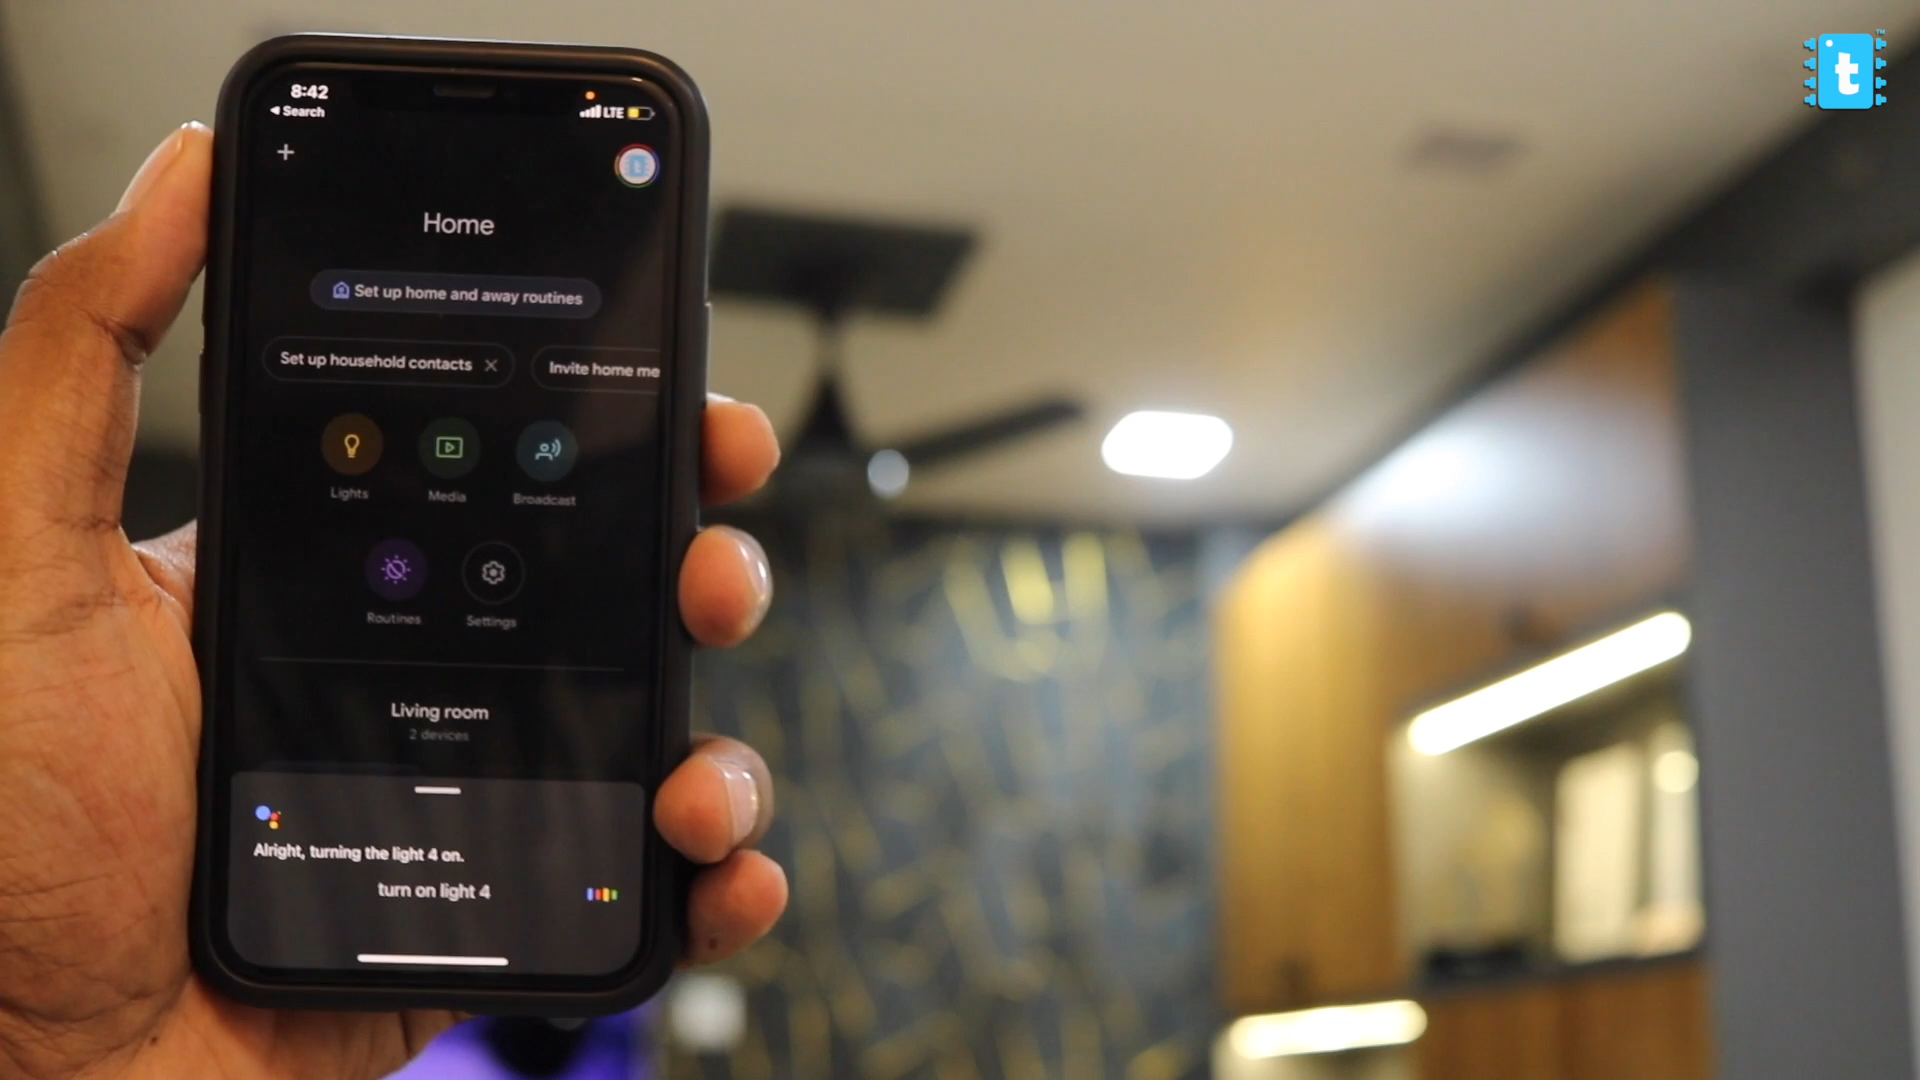 8:42
LTE
◀ Search
Home
Set up home and away routines
Set up household contacts
Invite home me
Lights
Media
Broadcast
Routines
Settings
Living room
2 devices
Alright, turning the light 4 on.
turn on light 4
t
TM